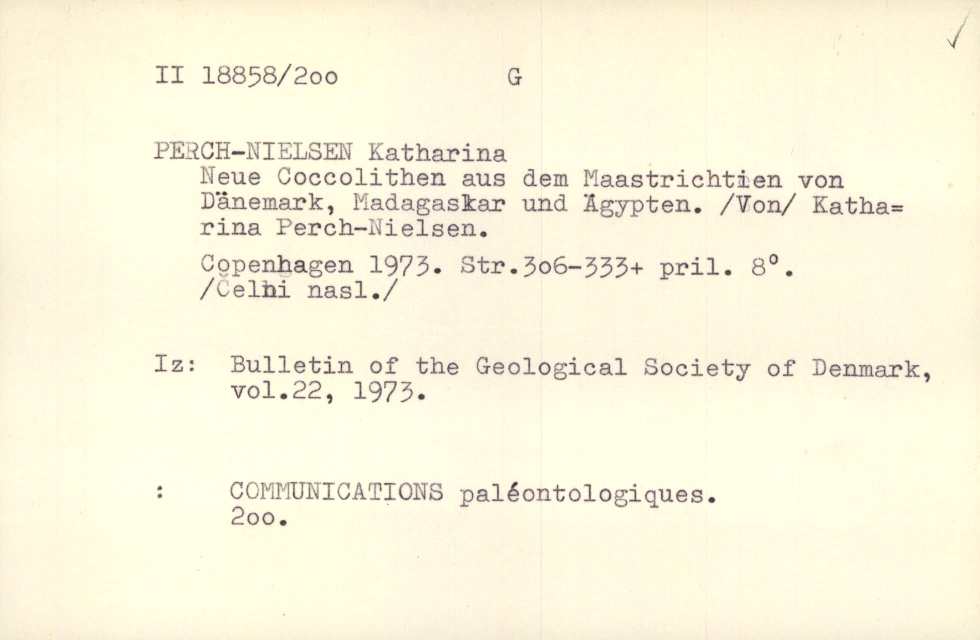 II 18858/2oo G
PERCH-NIELSEN Katharina
Neue Coccolithen aus dem Maastrichtien von
Dänemark, Madagaskar und Ägypten. /Von/ Katha=
rina Perch-Nielsen.
Copenhagen 1973. Str.3o6-333+ pril. 8°.
/Čelni nasl./
Iz: Bulletin of the Geological Society of Denmark,
vol.22, 1973.
: COMMUNICATIONS paléontologiques.
2oo.